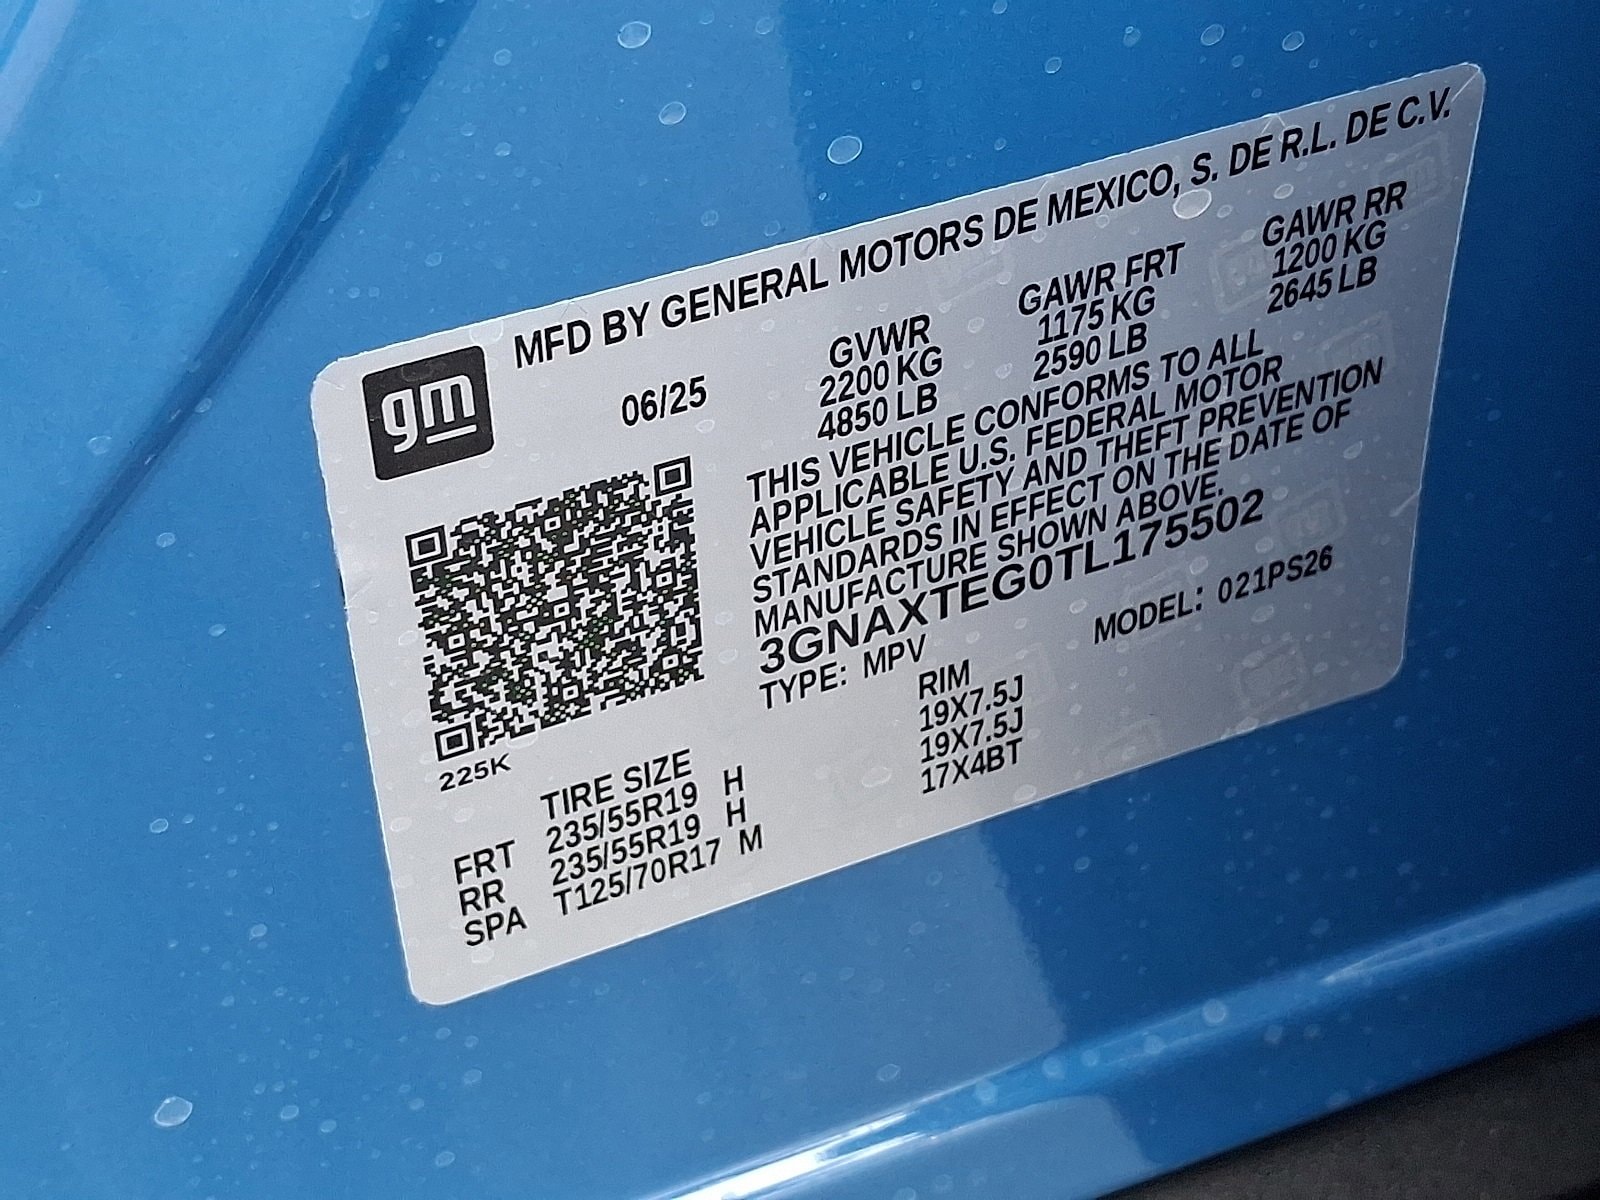 MFD BY GENERAL MOTORS DE MEXICO, S. DE R.L. DE C.V.
gm
06/25
GVWR GAWR FRT GAWR RR
2200 KG 1175 KG 1200 KG
4850 LB 2590 LB 2645 LB
THIS VEHICLE CONFORMS TO ALL
APPLICABLE U.S. FEDERAL MOTOR
VEHICLE SAFETY AND THEFT PREVENTION
STANDARDS IN EFFECT ON THE DATE OF
MANUFACTURE SHOWN ABOVE.
3GNAXTEG0TL175502
TYPE: MPV MODEL: 021PS26
225K
TIRE SIZE RIM
FRT 235/55R19 H 19X7.5J
RR 235/55R19 H 19X7.5J
SPA T125/70R17 M 17X4BT